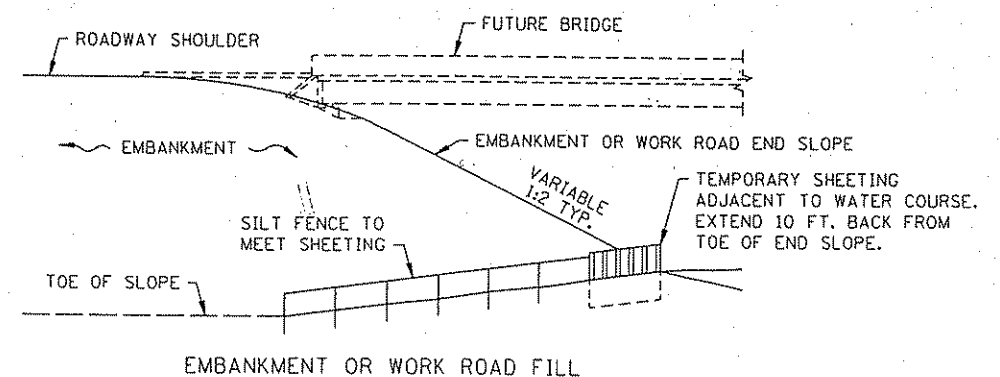 FUTURE BRIDGE
ROADWAY SHOULDER
EMBANKMENT
EMBANKMENT OR WORK ROAD END SLOPE
VARIABLE
1:2 TYP.
TEMPORARY SHEETING
ADJACENT TO WATER COURSE.
EXTEND 10 FT. BACK FROM
TOE OF END SLOPE.
SILT FENCE TO
MEET SHEETING
TOE OF SLOPE
EMBANKMENT OR WORK ROAD FILL